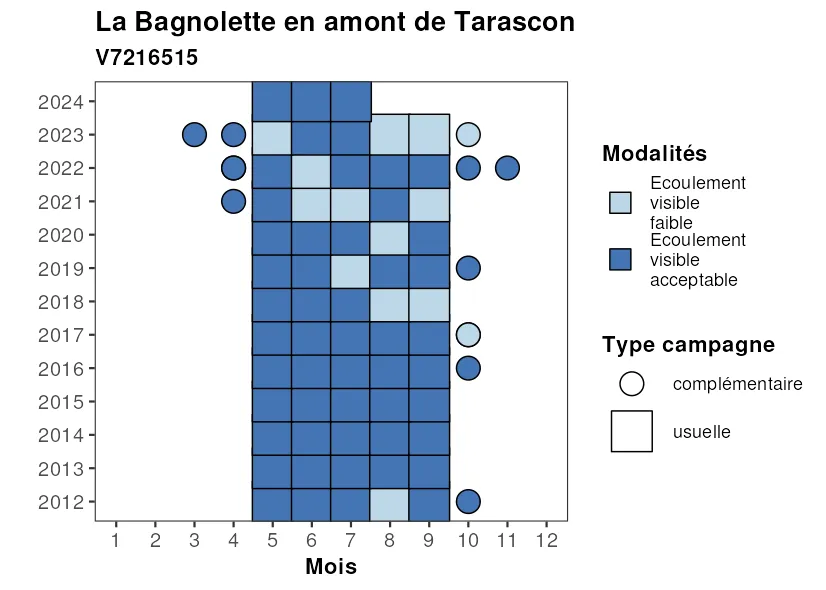 La Bagnolette en amont de Tarascon
V7216515
2024
2023
2022
2021
2020
2019
2018
2017
2016
2015
2014
2013
2012
1 2 3 4 5 6 7 8 9 10 11 12
Mois
Modalités
Ecoulement
visible
faible
Ecoulement
visible
acceptable
Type campagne
complémentaire
usuelle